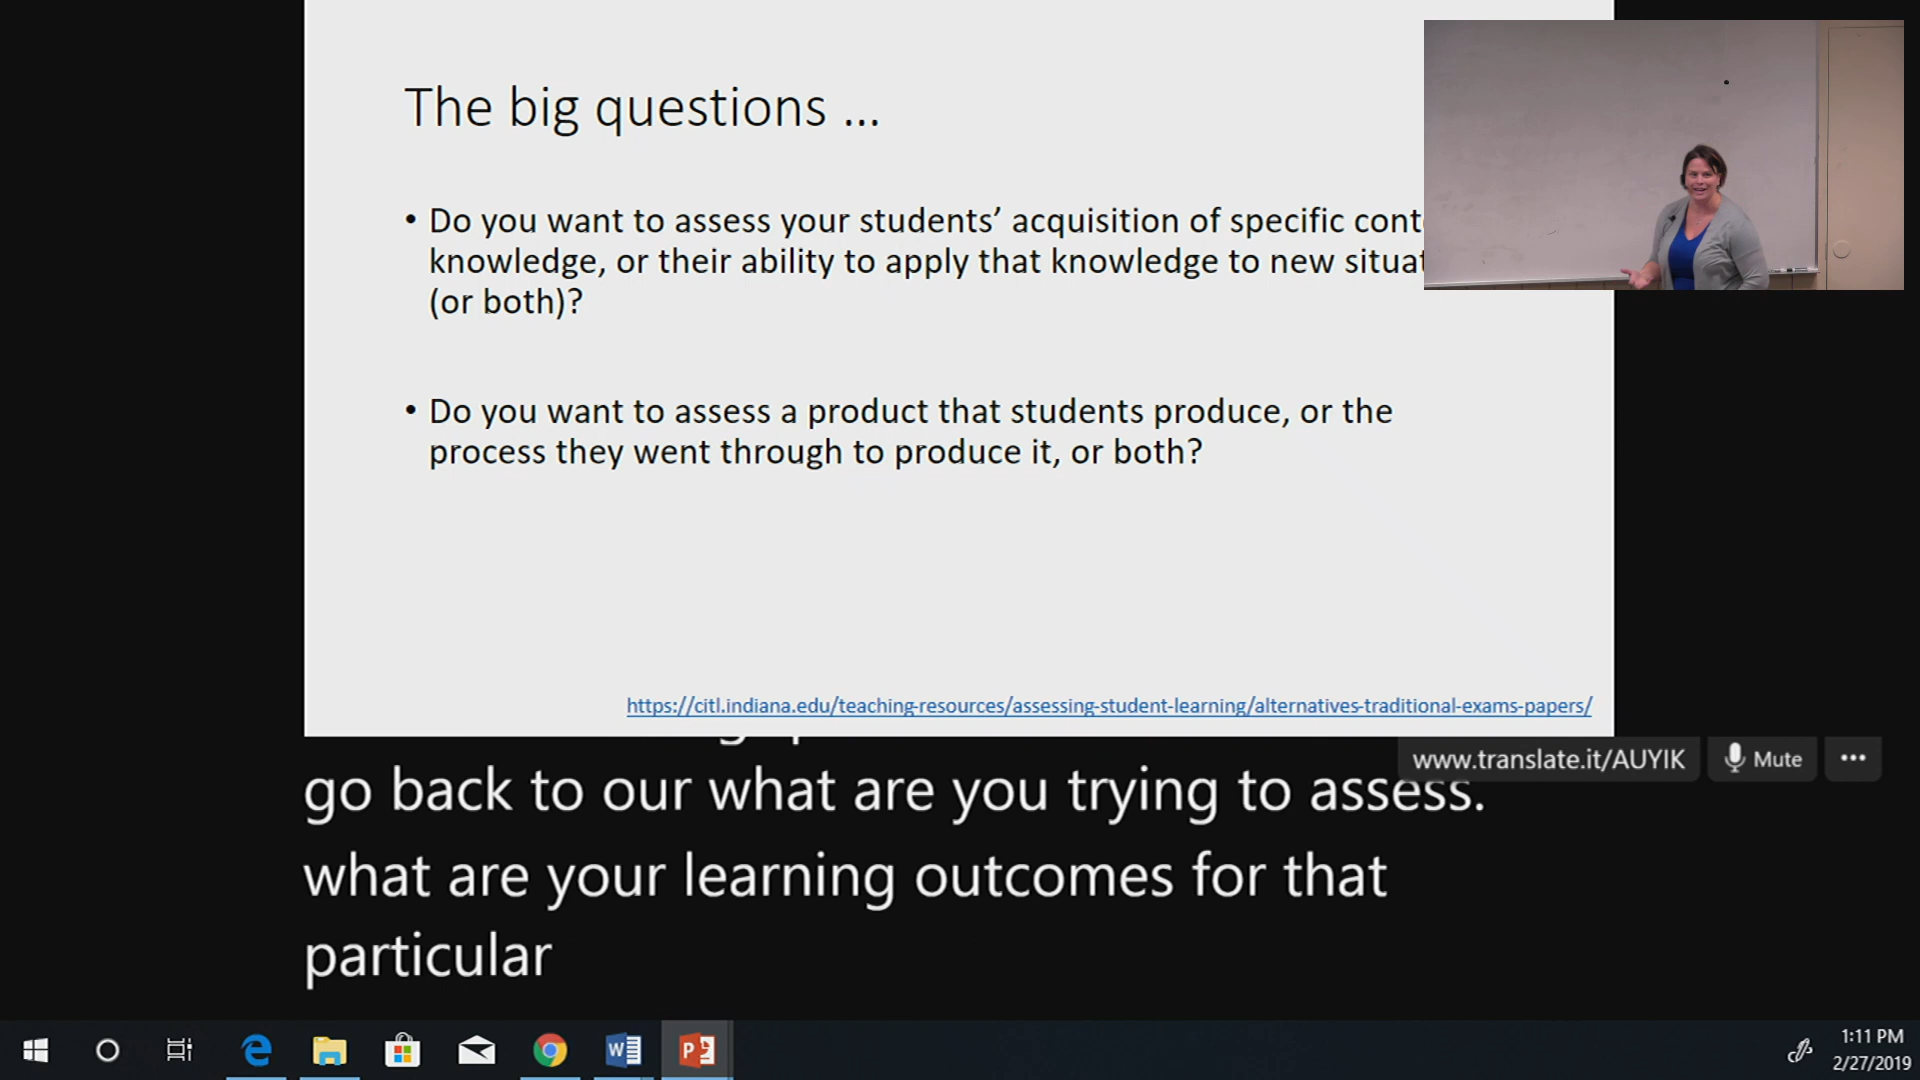 The big questions ...
• Do you want to assess your students’ acquisition of specific
knowledge, or their ability to apply that knowledge to new
(or both)?
• Do you want to assess a product that students produce, or the
process they went through to produce it, or both?
https://citl.indiana.edu/teaching-resources/assessing-student-learning/alternatives-traditional-exams-papers/
www.translate.it/AUYIK
Mute
go back to our what are you trying to assess.
what are your learning outcomes for that
particular
1:11 PM
2/27/2019